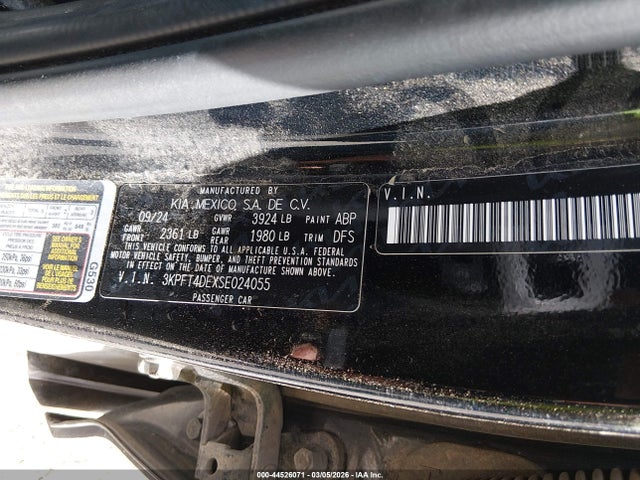 MANUFACTURED BY
KIA MEXICO, S.A. DE C.V.
09/24 GVWR 3924 LB PAINT ABP
GAWR FRONT: 2361 LB GAWR REAR 1980 LB TRIM DFS
THIS VEHICLE CONFORMS TO ALL APPLICABLE U.S.A. FEDERAL
MOTOR VEHICLE SAFETY, BUMPER, AND THEFT PREVENTION STANDARDS
IN EFFECT ON THE DATE OF MANUFACTURE SHOWN ABOVE.
V.I.N. 3KPFT4DEXSE024055
PASSENGER CAR
V.I.N.
G530
000-44526071 - 03/05/2026 - IAA Inc.